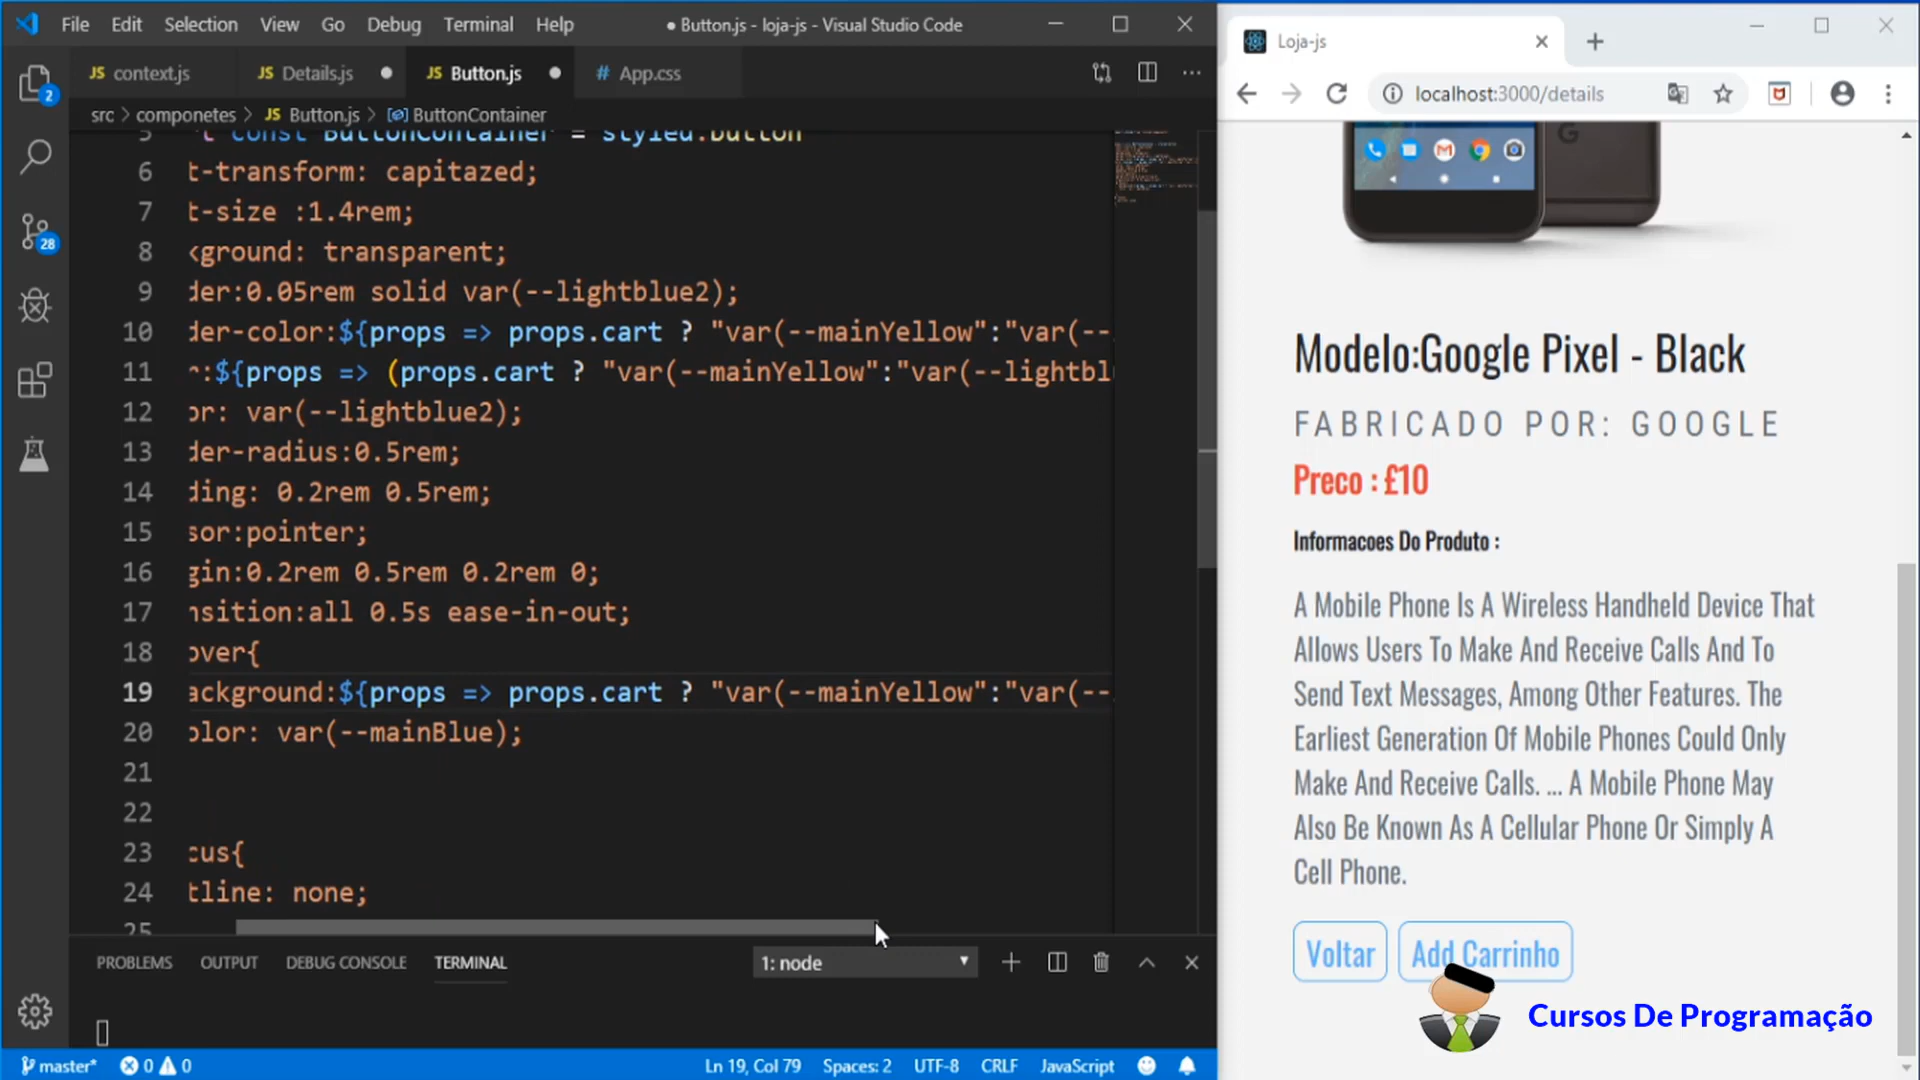 File Edit Selection View Go Debug Terminal Help ● Button.js - loja-js - Visual Studio Code
JS context.js JS Details.js ● JS Button.js ● # App.css
src > componetes > JS Button.js > ButtonContainer
5 t const ButtonContainer = styled.button
6 t-transform: capitazed;
7 t-size :1.4rem;
8 kground: transparent;
9 der:0.05rem solid var(--lightblue2);
10 der-color:${props => props.cart ? "var(--mainYellow":"var(--
11 r:${props => (props.cart ? "var(--mainYellow":"var(--lightbl
12 or: var(--lightblue2);
13 der-radius:0.5rem;
14 ding: 0.2rem 0.5rem;
15 sor:pointer;
16 gin:0.2rem 0.5rem 0.2rem 0;
17 nsition:all 0.5s ease-in-out;
18 over{
19 ackground:${props => props.cart ? "var(--mainYellow":"var(--
20 olor: var(--mainBlue);
21
22
23 cus{
24 tline: none;
25
2
28
PROBLEMS OUTPUT DEBUG CONSOLE TERMINAL 1: node
master* 0 0 Ln 19, Col 79 Spaces: 2 UTF-8 CRLF JavaScript
Loja-js
localhost:3000/details
G
Modelo:Google Pixel - Black
FABRICADO POR: GOOGLE
Preco : £10
Informacoes Do Produto :
A Mobile Phone Is A Wireless Handheld Device That
Allows Users To Make And Receive Calls And To
Send Text Messages, Among Other Features. The
Earliest Generation Of Mobile Phones Could Only
Make And Receive Calls. ... A Mobile Phone May
Also Be Known As A Cellular Phone Or Simply A
Cell Phone.
Voltar Add Carrinho
Cursos De Programação